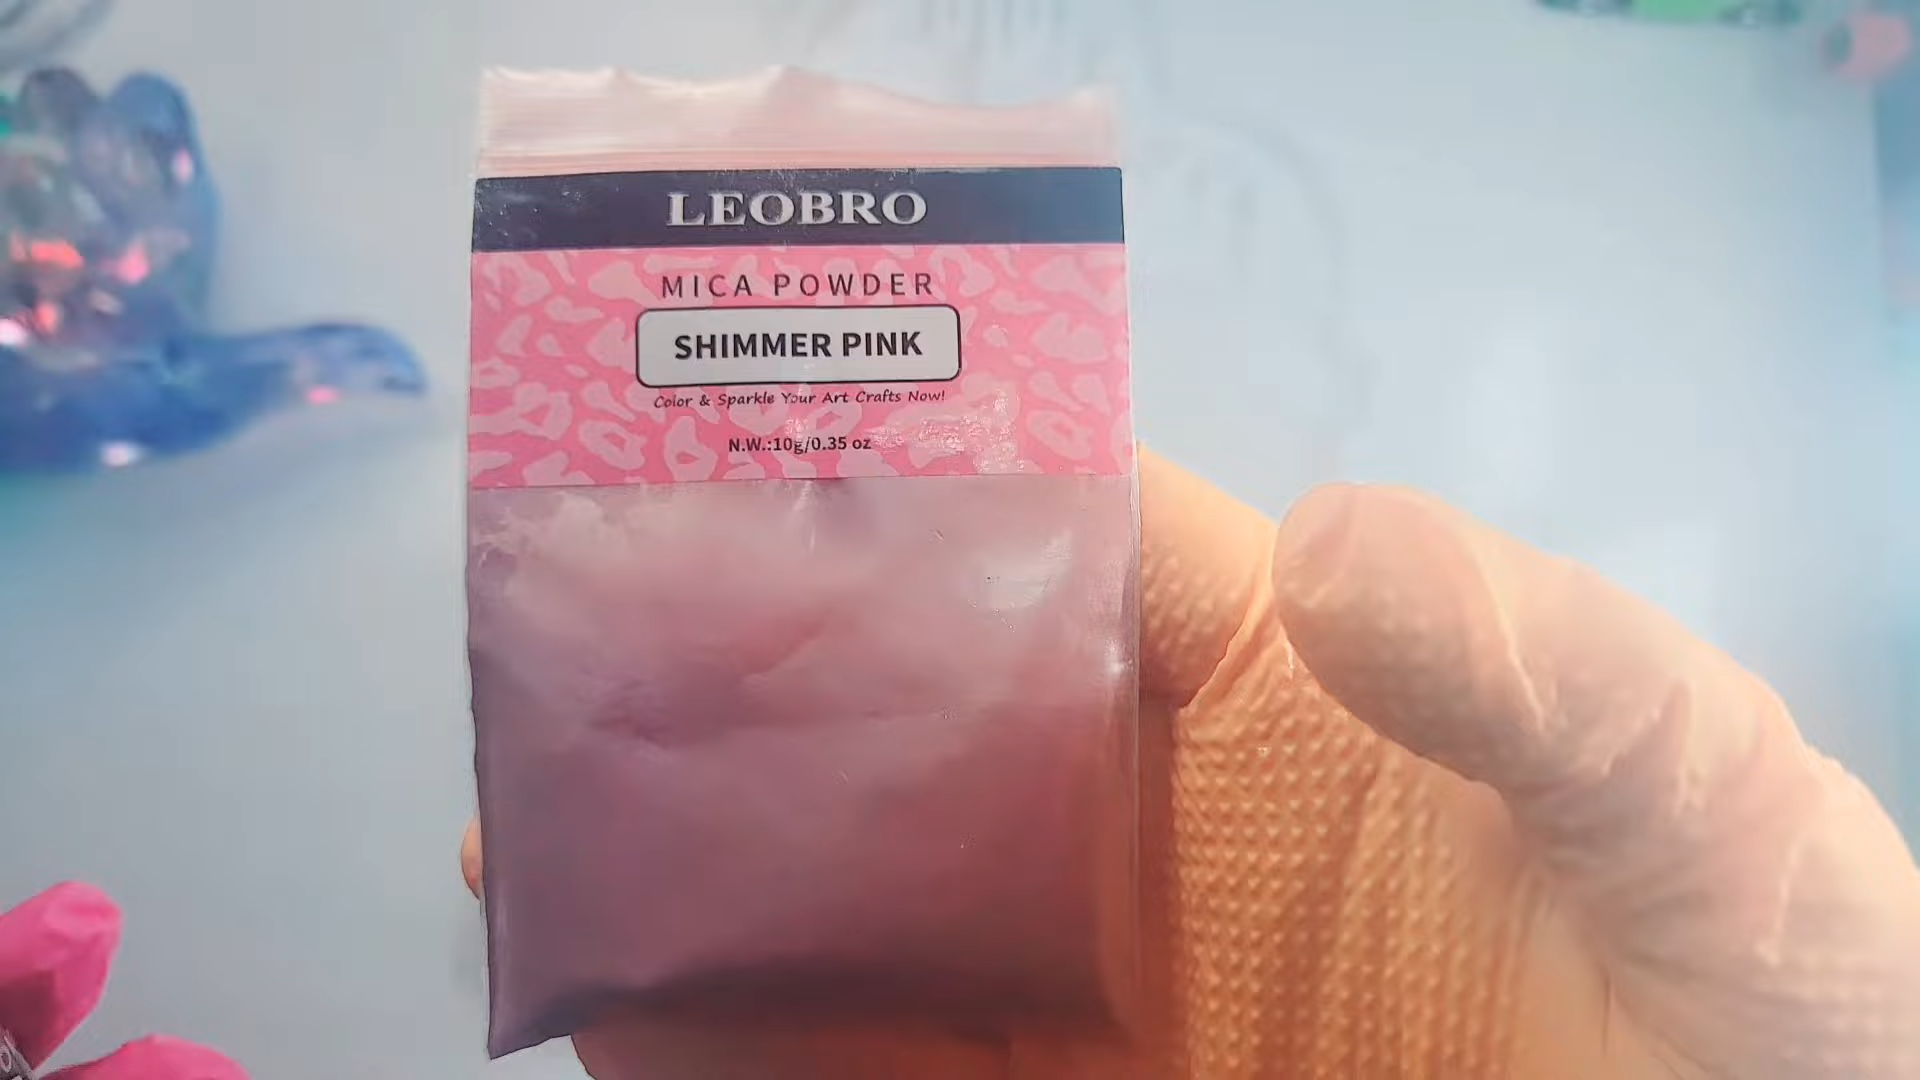 LEOBRO
MICA POWDER
SHIMMER PINK
Color & Sparkle Your Art Crafts Now!
N.W.:10g/0.35 oz